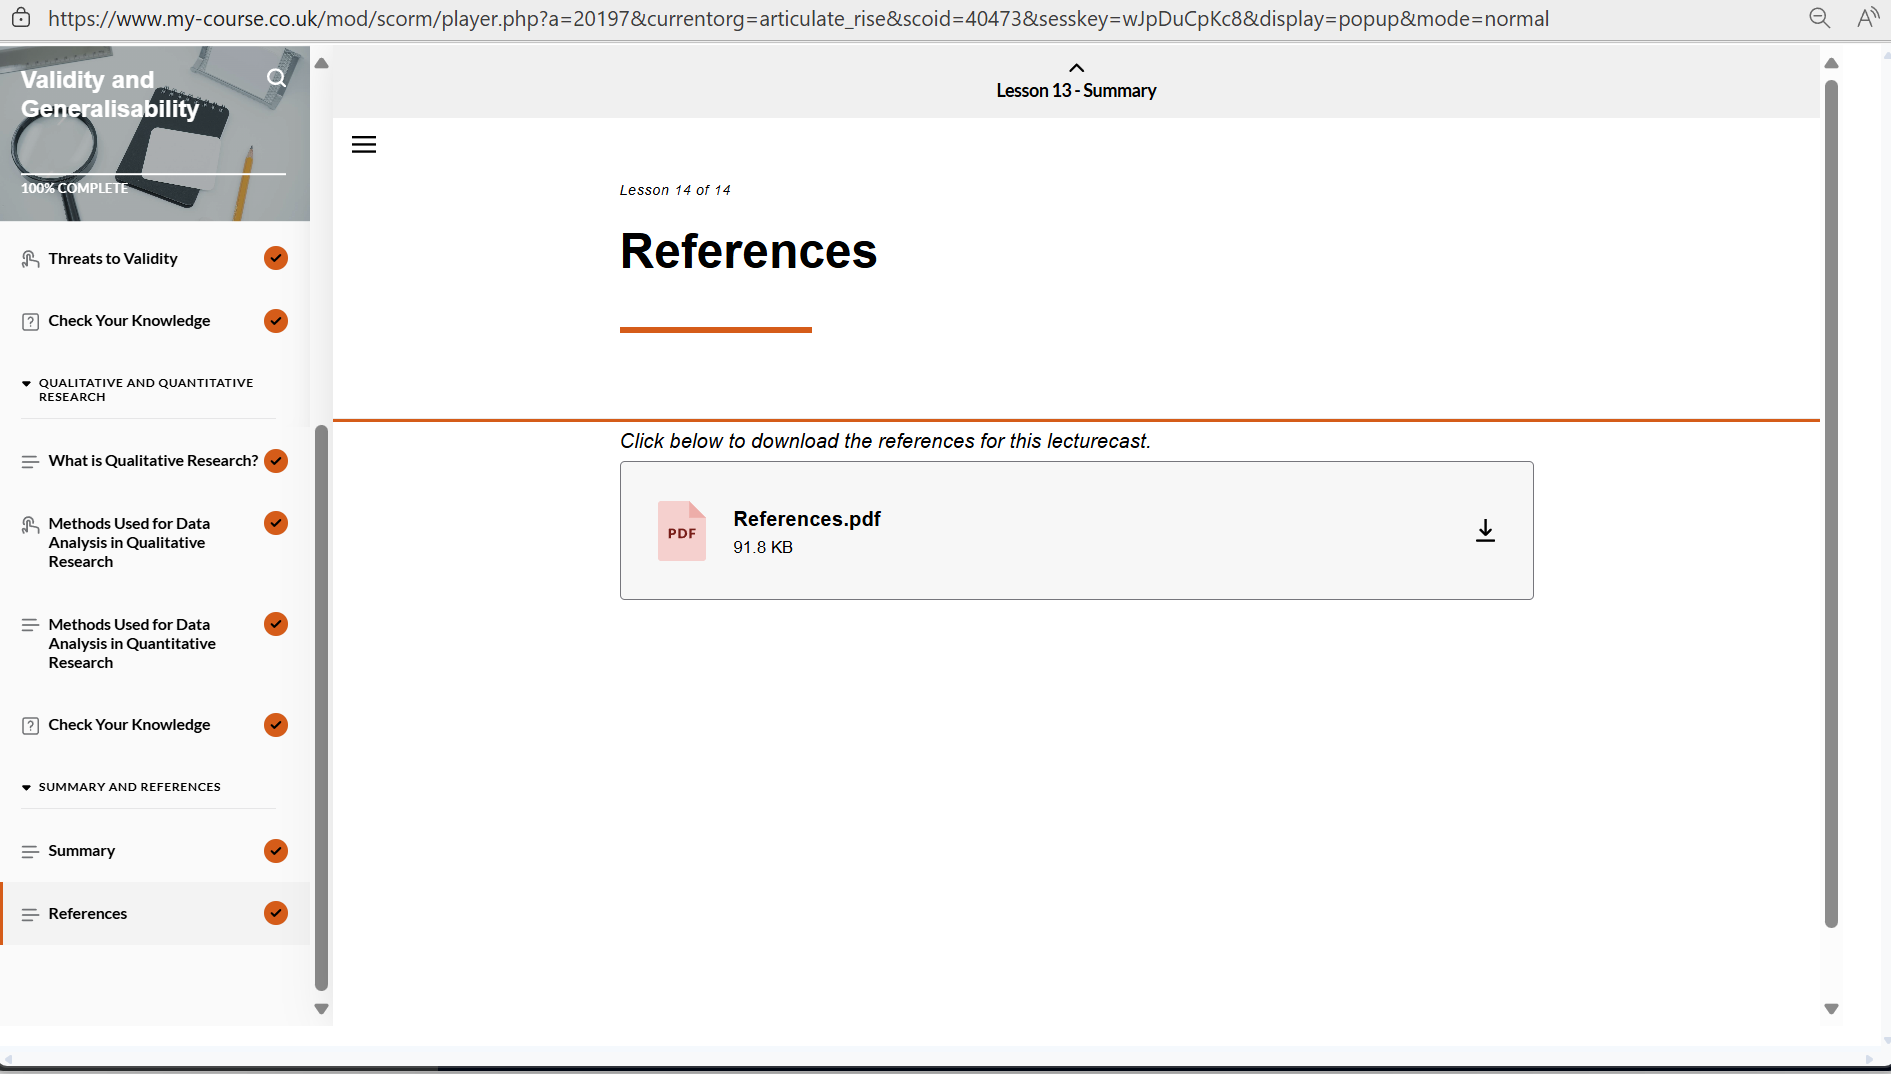 https://www.my-course.co.uk/mod/scorm/player.php?a=20197&currentorg=articulate_rise&scoid=40473&sesskey=wJpDuCpKc8&display=popup&mode=normal
Validity and
Generalisability
100% COMPLETE
Threats to Validity
Check Your Knowledge
QUALITATIVE AND QUANTITATIVE
RESEARCH
What is Qualitative Research?
Methods Used for Data
Analysis in Qualitative
Research
Methods Used for Data
Analysis in Quantitative
Research
Check Your Knowledge
SUMMARY AND REFERENCES
Summary
References
Lesson 13 - Summary
Lesson 14 of 14
References
Click below to download the references for this lecturecast.
PDF
References.pdf
91.8 KB